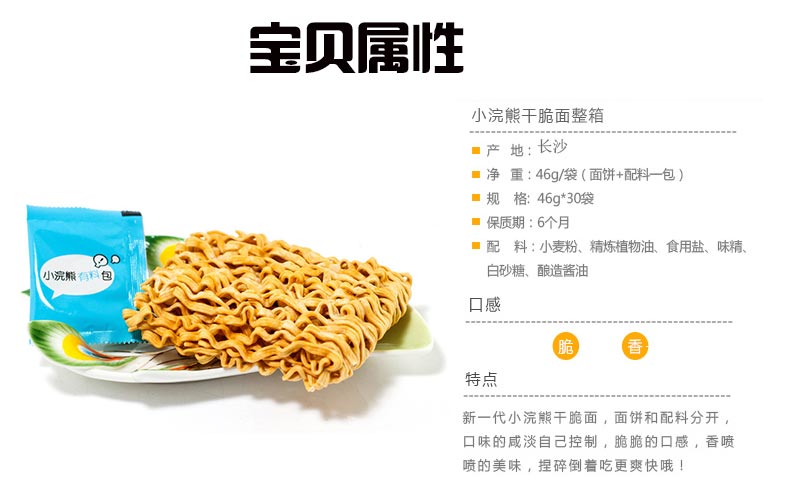 宝贝属性
小浣熊干脆面整箱
产 地：长沙
净 重：46g/袋（面饼+配料一包）
规 格：46g*30袋
保质期：6个月
配 料：小麦粉、精炼植物油、食用盐、味精、
白砂糖、酿造酱油
口感
脆 香
特点
新一代小浣熊干脆面，面饼和配料分开，
口味的咸淡自己控制，脆脆的口感，香喷
喷的美味，捏碎倒着吃更爽快哦！
小浣熊有料包